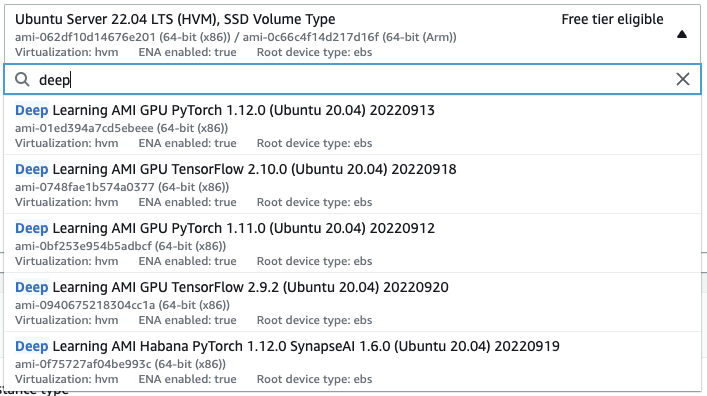 Ubuntu Server 22.04 LTS (HVM), SSD Volume Type Free tier eligible
ami-062df10d14676e201 (64-bit (x86)) / ami-0c66c4f14d217d16f (64-bit (Arm))
Virtualization: hvm ENA enabled: true Root device type: ebs
deep
Deep Learning AMI GPU PyTorch 1.12.0 (Ubuntu 20.04) 20220913
ami-01ed394a7cd5ebeee (64-bit (x86))
Virtualization: hvm ENA enabled: true Root device type: ebs
Deep Learning AMI GPU TensorFlow 2.10.0 (Ubuntu 20.04) 20220918
ami-0748fae1b574a0377 (64-bit (x86))
Virtualization: hvm ENA enabled: true Root device type: ebs
Deep Learning AMI GPU PyTorch 1.11.0 (Ubuntu 20.04) 20220912
ami-0bf253e954b5adbcf (64-bit (x86))
Virtualization: hvm ENA enabled: true Root device type: ebs
Deep Learning AMI GPU TensorFlow 2.9.2 (Ubuntu 20.04) 20220920
ami-0940675218304cc1a (64-bit (x86))
Virtualization: hvm ENA enabled: true Root device type: ebs
Deep Learning AMI Habana PyTorch 1.12.0 SynapseAI 1.6.0 (Ubuntu 20.04) 20220919
ami-0f75727af04be993c (64-bit (x86))
Virtualization: hvm ENA enabled: true Root device type: ebs